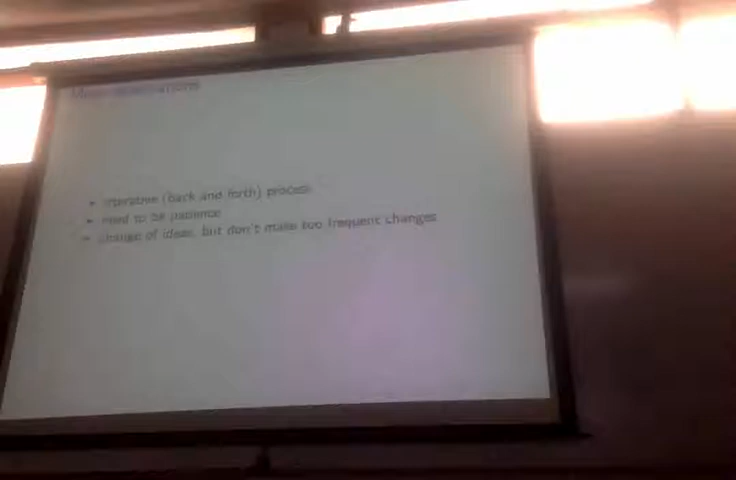 iterative (back and forth) process
need to be patience
change of ideas, but don't make too frequent changes